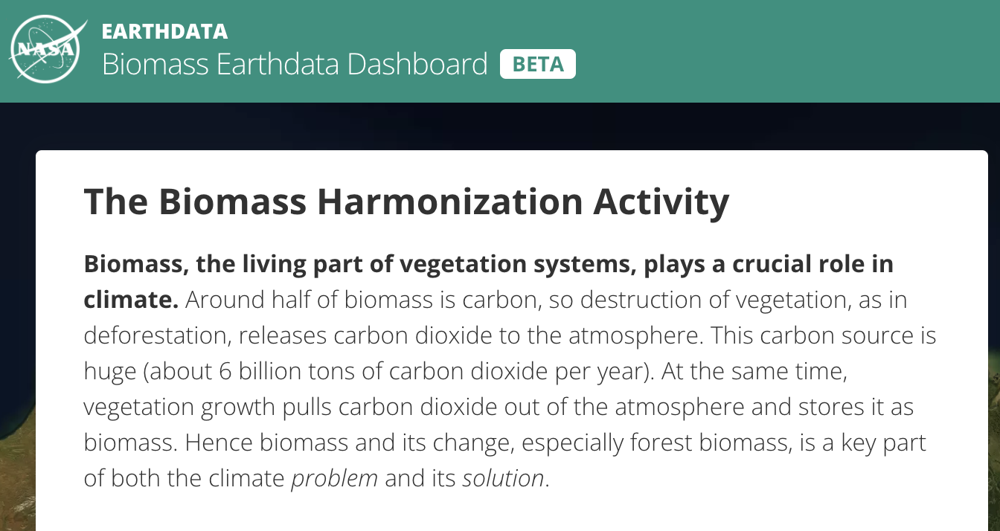 NASA
EARTHDATA
Biomass Earthdata Dashboard BETA
The Biomass Harmonization Activity
Biomass, the living part of vegetation systems, plays a crucial role in
climate. Around half of biomass is carbon, so destruction of vegetation, as in
deforestation, releases carbon dioxide to the atmosphere. This carbon source is
huge (about 6 billion tons of carbon dioxide per year). At the same time,
vegetation growth pulls carbon dioxide out of the atmosphere and stores it as
biomass. Hence biomass and its change, especially forest biomass, is a key part
of both the climate problem and its solution.